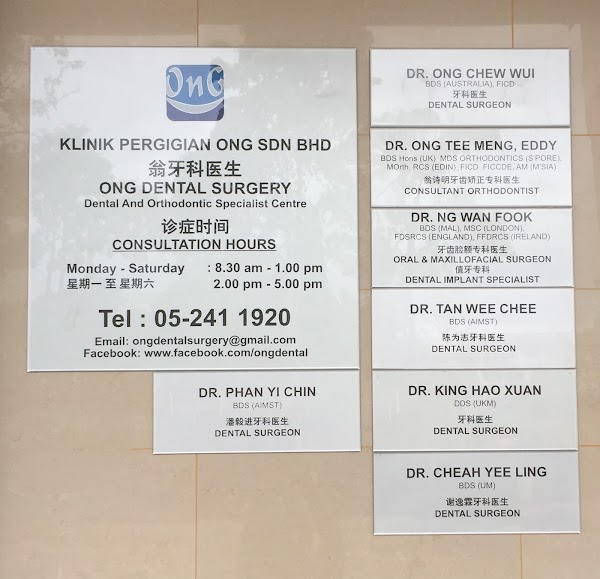 OnG
KLINIK PERGIGIAN ONG SDN BHD
翁牙科医生
ONG DENTAL SURGERY
Dental And Orthodontic Specialist Centre
诊症时间
CONSULTATION HOURS
Monday - Saturday : 8.30 am - 1.00 pm
星期一 至 星期六 2.00 pm - 5.00 pm
Tel : 05-241 1920
Email: ongdentalsurgery@gmail.com
Facebook: www.facebook.com/ongdental
DR. PHAN YI CHIN
BDS (AIMST)
潘毅进牙科医生
DENTAL SURGEON
DR. ONG CHEW WUI
BDS (AUSTRALIA), FICD
牙科医生
DENTAL SURGEON
DR. ONG TEE MENG, EDDY
BDS Hons (UK) MDS ORTHODONTICS (S'PORE),
MOrth, RCS (EDIN), FICD FICCDE, AM (M'SIA)
翁诗明牙齿矫正专科医生
CONSULTANT ORTHODONTIST
DR. NG WAN FOOK
BDS (MAL), MSC (LONDON),
FDSRCS (ENGLAND), FFDRCS (IRELAND)
牙齿脸额专科医生
ORAL & MAXILLOFACIAL SURGEON
值牙专科
DENTAL IMPLANT SPECIALIST
DR. TAN WEE CHEE
BDS (AIMST)
陈为志牙科医生
DENTAL SURGEON
DR. KING HAO XUAN
DDS (UKM)
牙科医生
DENTAL SURGEON
DR. CHEAH YEE LING
BDS (UM)
谢逸霖牙科医生
DENTAL SURGEON